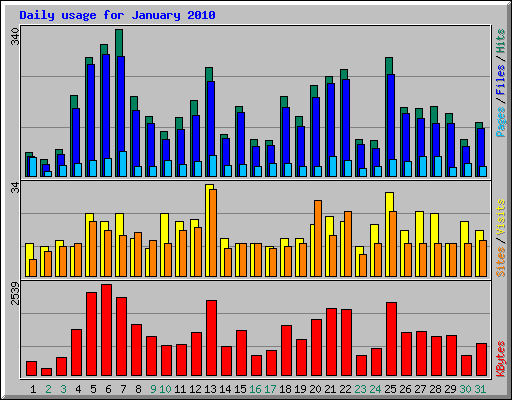 Daily usage for January 2010
340
Pages / Files / Hits
34
Sites / Visits
2539
KBytes
1 2 3 4 5 6 7 8 9 10 11 12 13 14 15 16 17 18 19 20 21 22 23 24 25 26 27 28 29 30 31